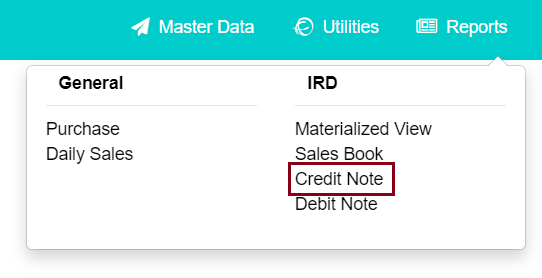 Master Data Utilities Reports
General
Purchase
Daily Sales
IRD
Materialized View
Sales Book
Credit Note
Debit Note